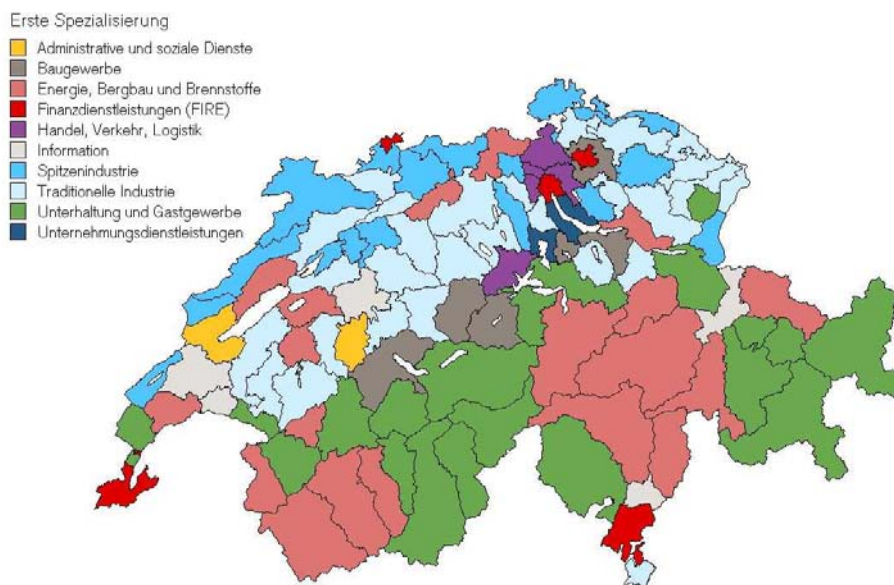 Erste Spezialisierung
Administrative und soziale Dienste
Baugewerbe
Energie, Bergbau und Brennstoffe
Finanzdienstleistungen (FIRE)
Handel, Verkehr, Logistik
Information
Spitzenindustrie
Traditionelle Industrie
Unterhaltung und Gastgewerbe
Unternehmungsdienstleistungen